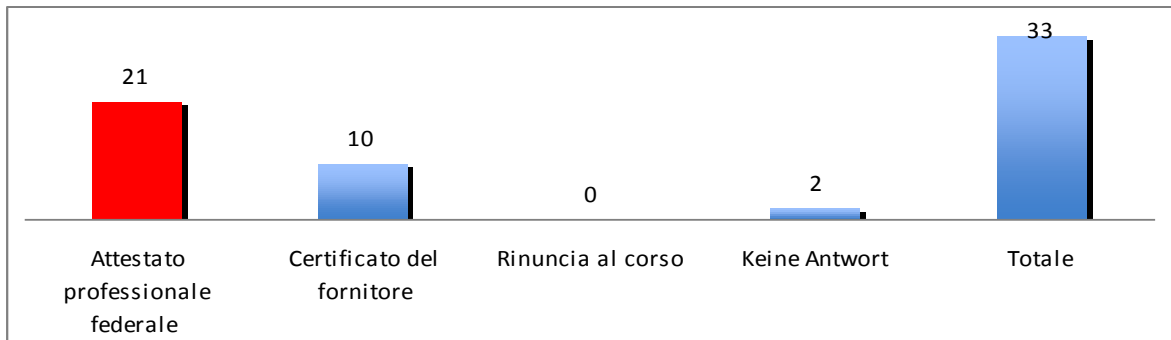 21
10
0
2
33
Attestato
professionale
federale
Certificato del
fornitore
Rinuncia al corso
Keine Antwort
Totale